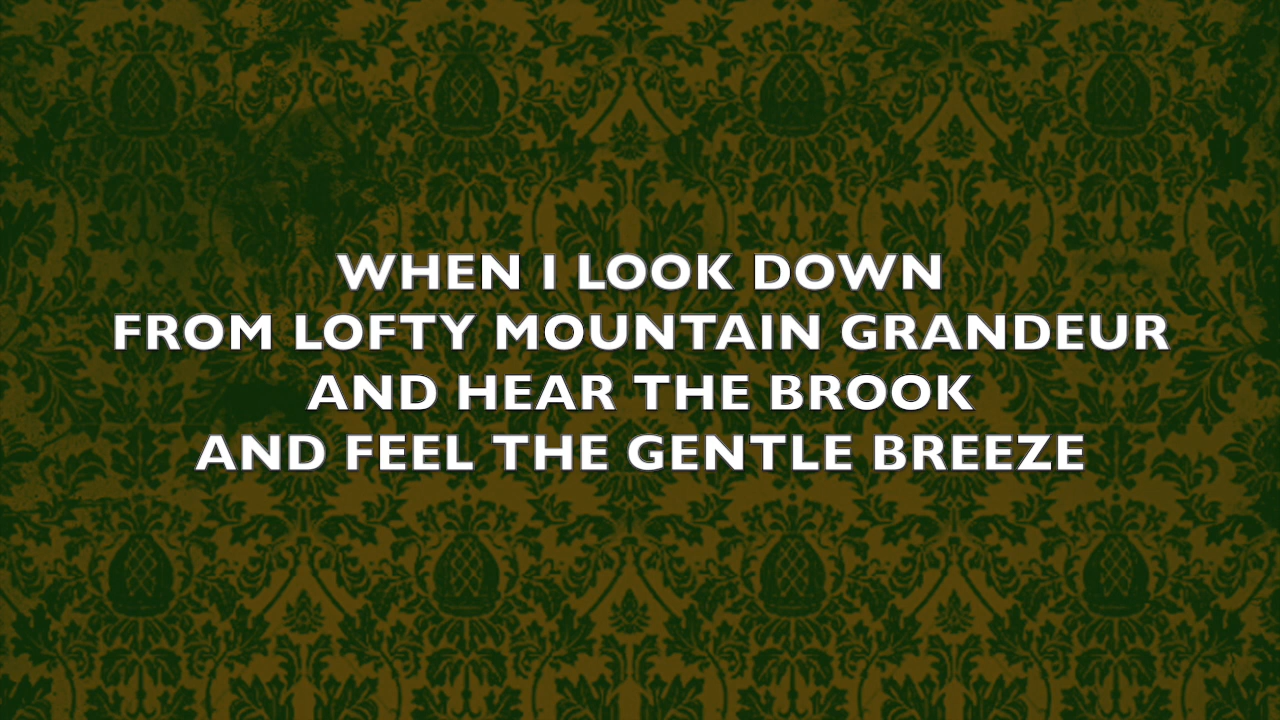 WHEN I LOOK DOWN
FROM LOFTY MOUNTAIN GRANDEUR
AND HEAR THE BROOK
AND FEEL THE GENTLE BREEZE